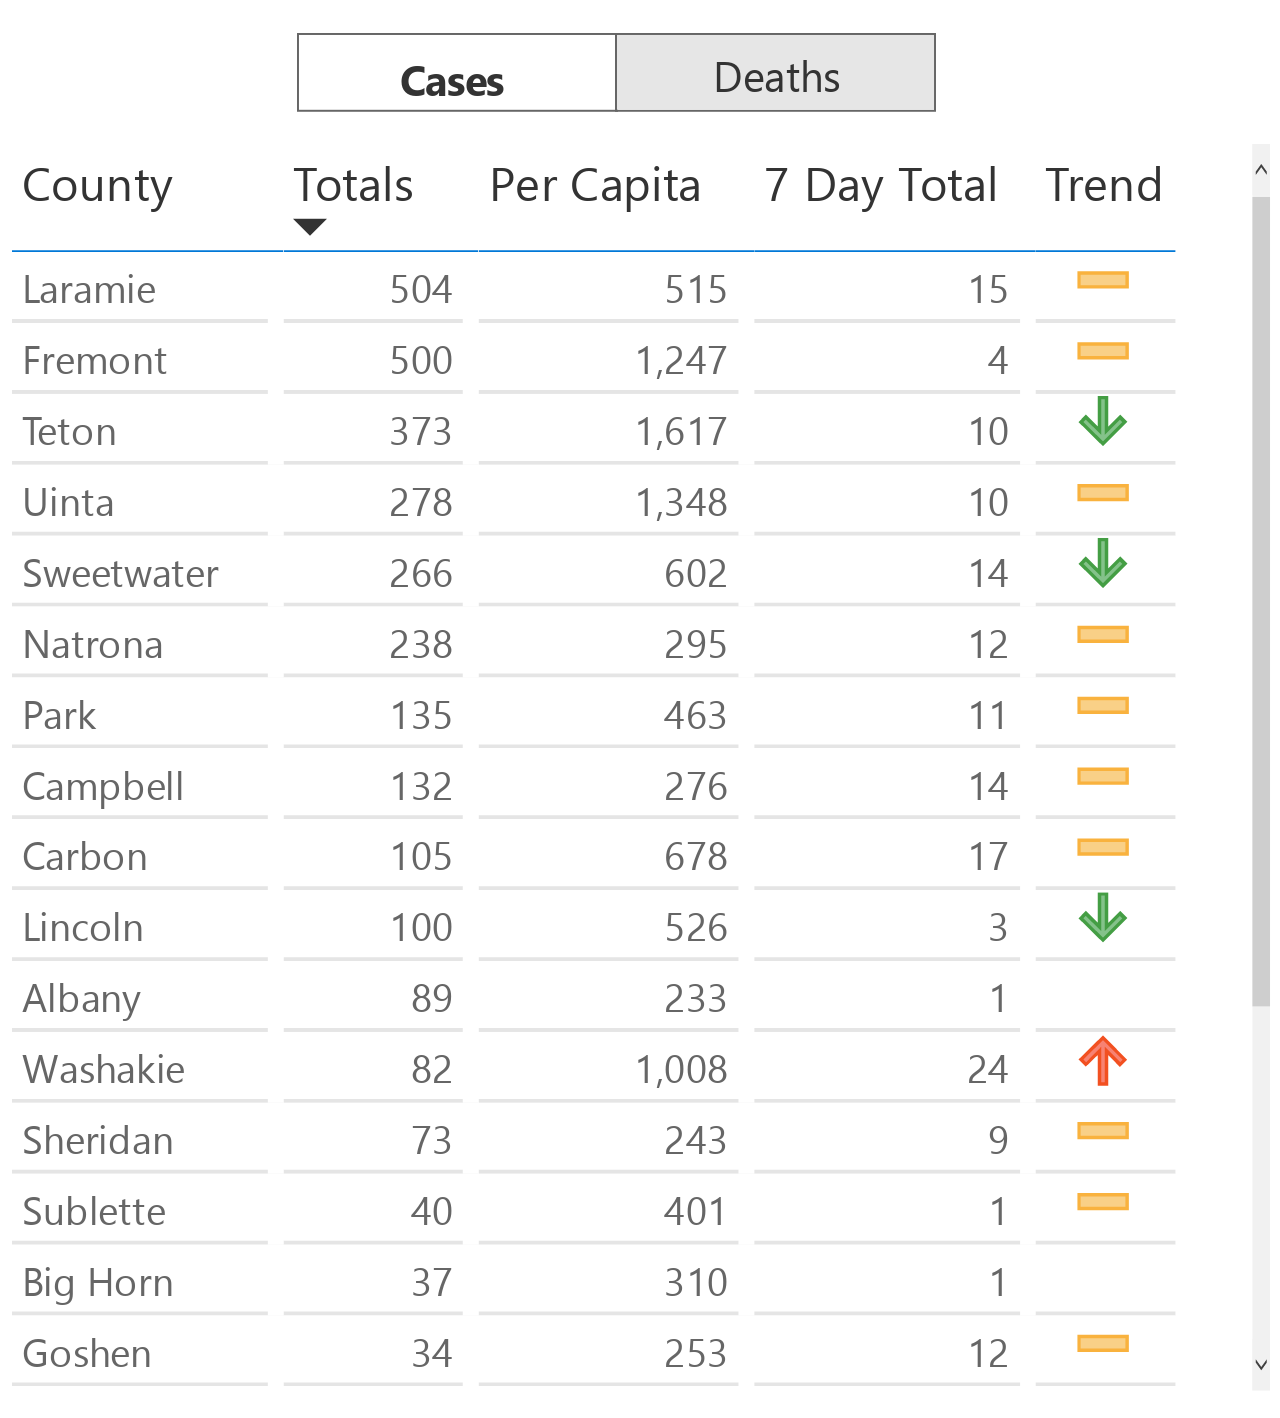 Cases Deaths
County Totals Per Capita 7 Day Total Trend
Laramie 504 515 15
Fremont 500 1,247 4
Teton 373 1,617 10
Uinta 278 1,348 10
Sweetwater 266 602 14
Natrona 238 295 12
Park 135 463 11
Campbell 132 276 14
Carbon 105 678 17
Lincoln 100 526 3
Albany 89 233 1
Washakie 82 1,008 24
Sheridan 73 243 9
Sublette 40 401 1
Big Horn 37 310 1
Goshen 34 253 12